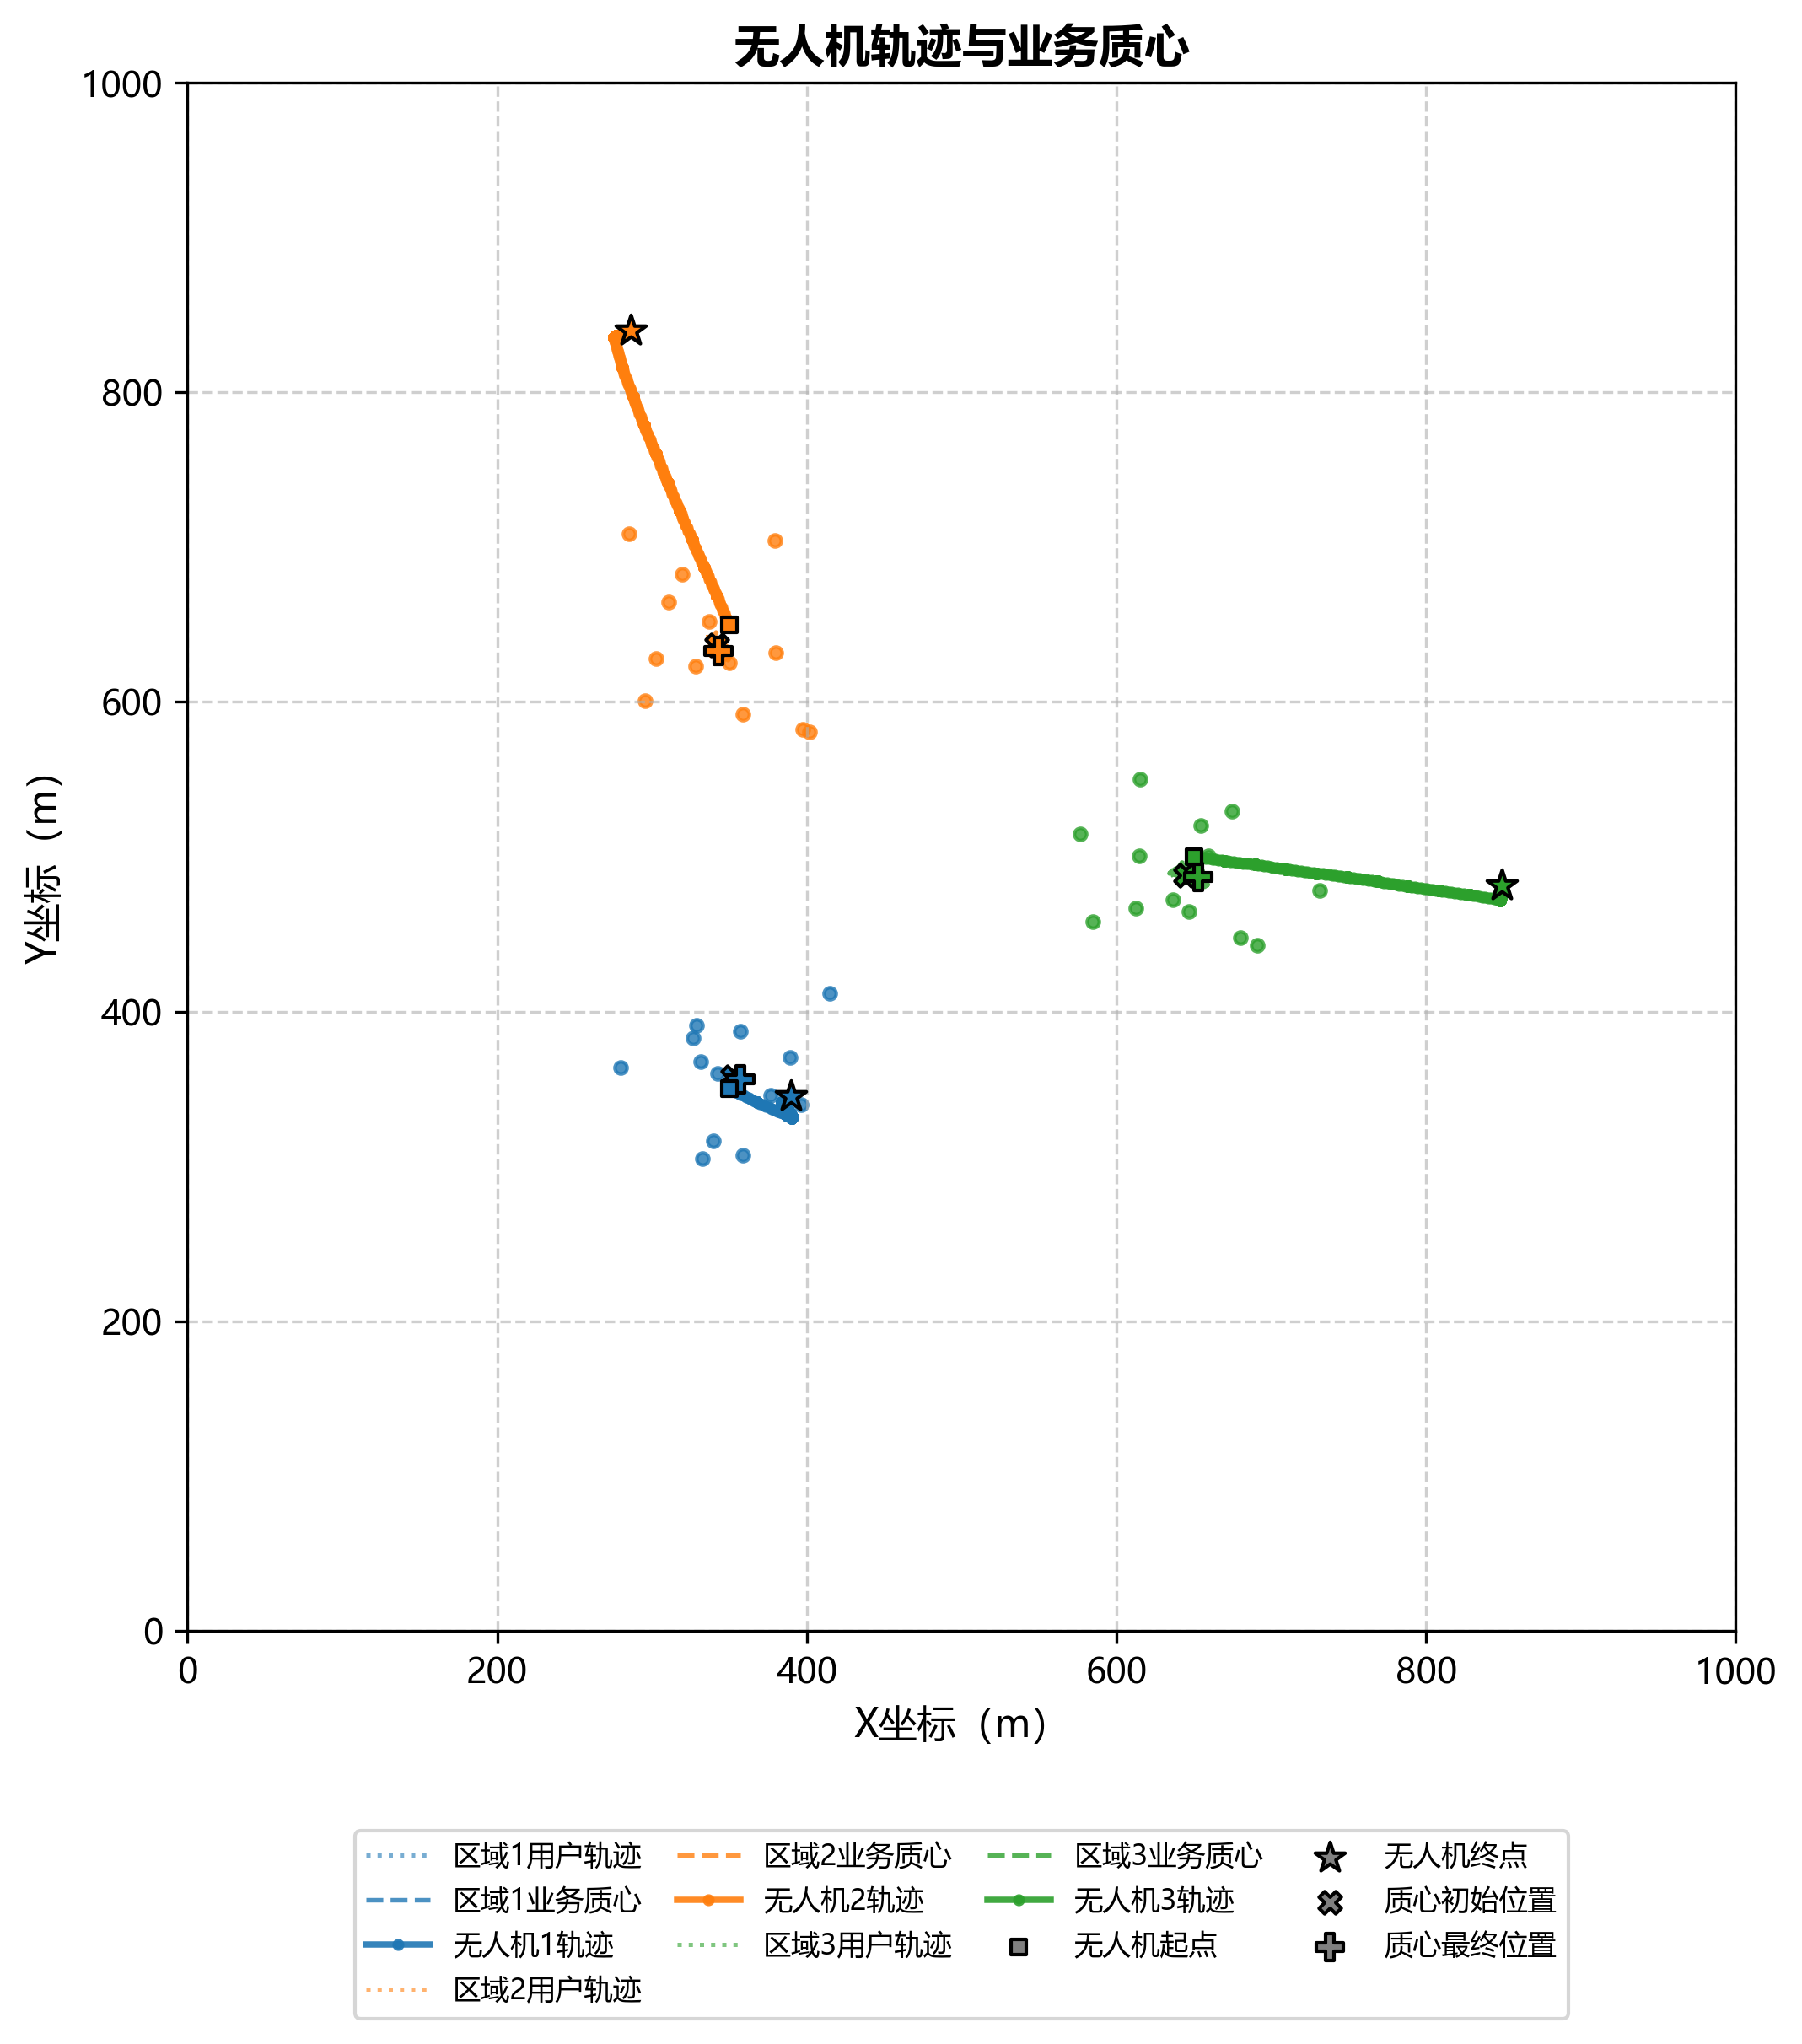 无人机轨迹与业务质心
1000
800
600
400
200
0
Y坐标（m）
0 200 400 600 800 1000
X坐标（m）
区域1用户轨迹
区域1业务质心
无人机1轨迹
区域2用户轨迹
区域2业务质心
无人机2轨迹
区域3用户轨迹
区域3业务质心
无人机3轨迹
无人机起点
无人机终点
质心初始位置
质心最终位置